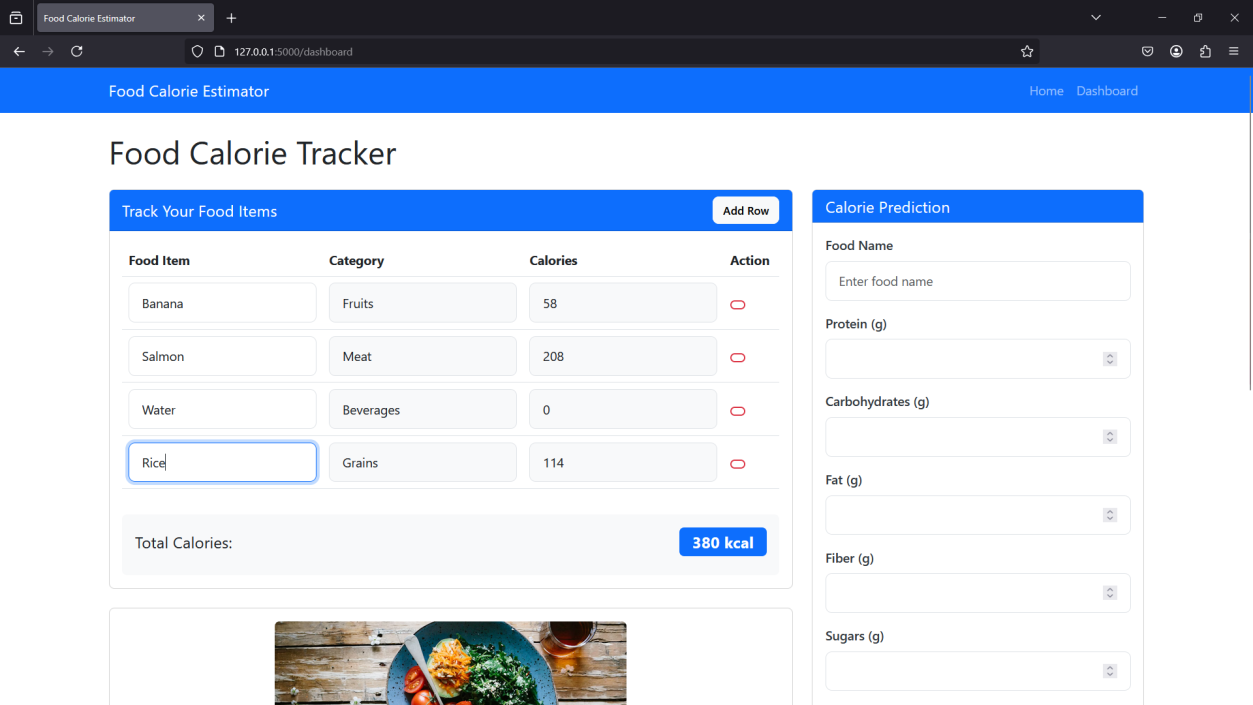 Food Calorie Estimator
127.0.0.1:5000/dashboard
Food Calorie Estimator
Home Dashboard
Food Calorie Tracker
Track Your Food Items
Add Row
Food Item Category Calories Action
Banana Fruits 58
Salmon Meat 208
Water Beverages 0
Rice Grains 114
Total Calories: 380 kcal
Calorie Prediction
Food Name
Enter food name
Protein (g)
Carbohydrates (g)
Fat (g)
Fiber (g)
Sugars (g)